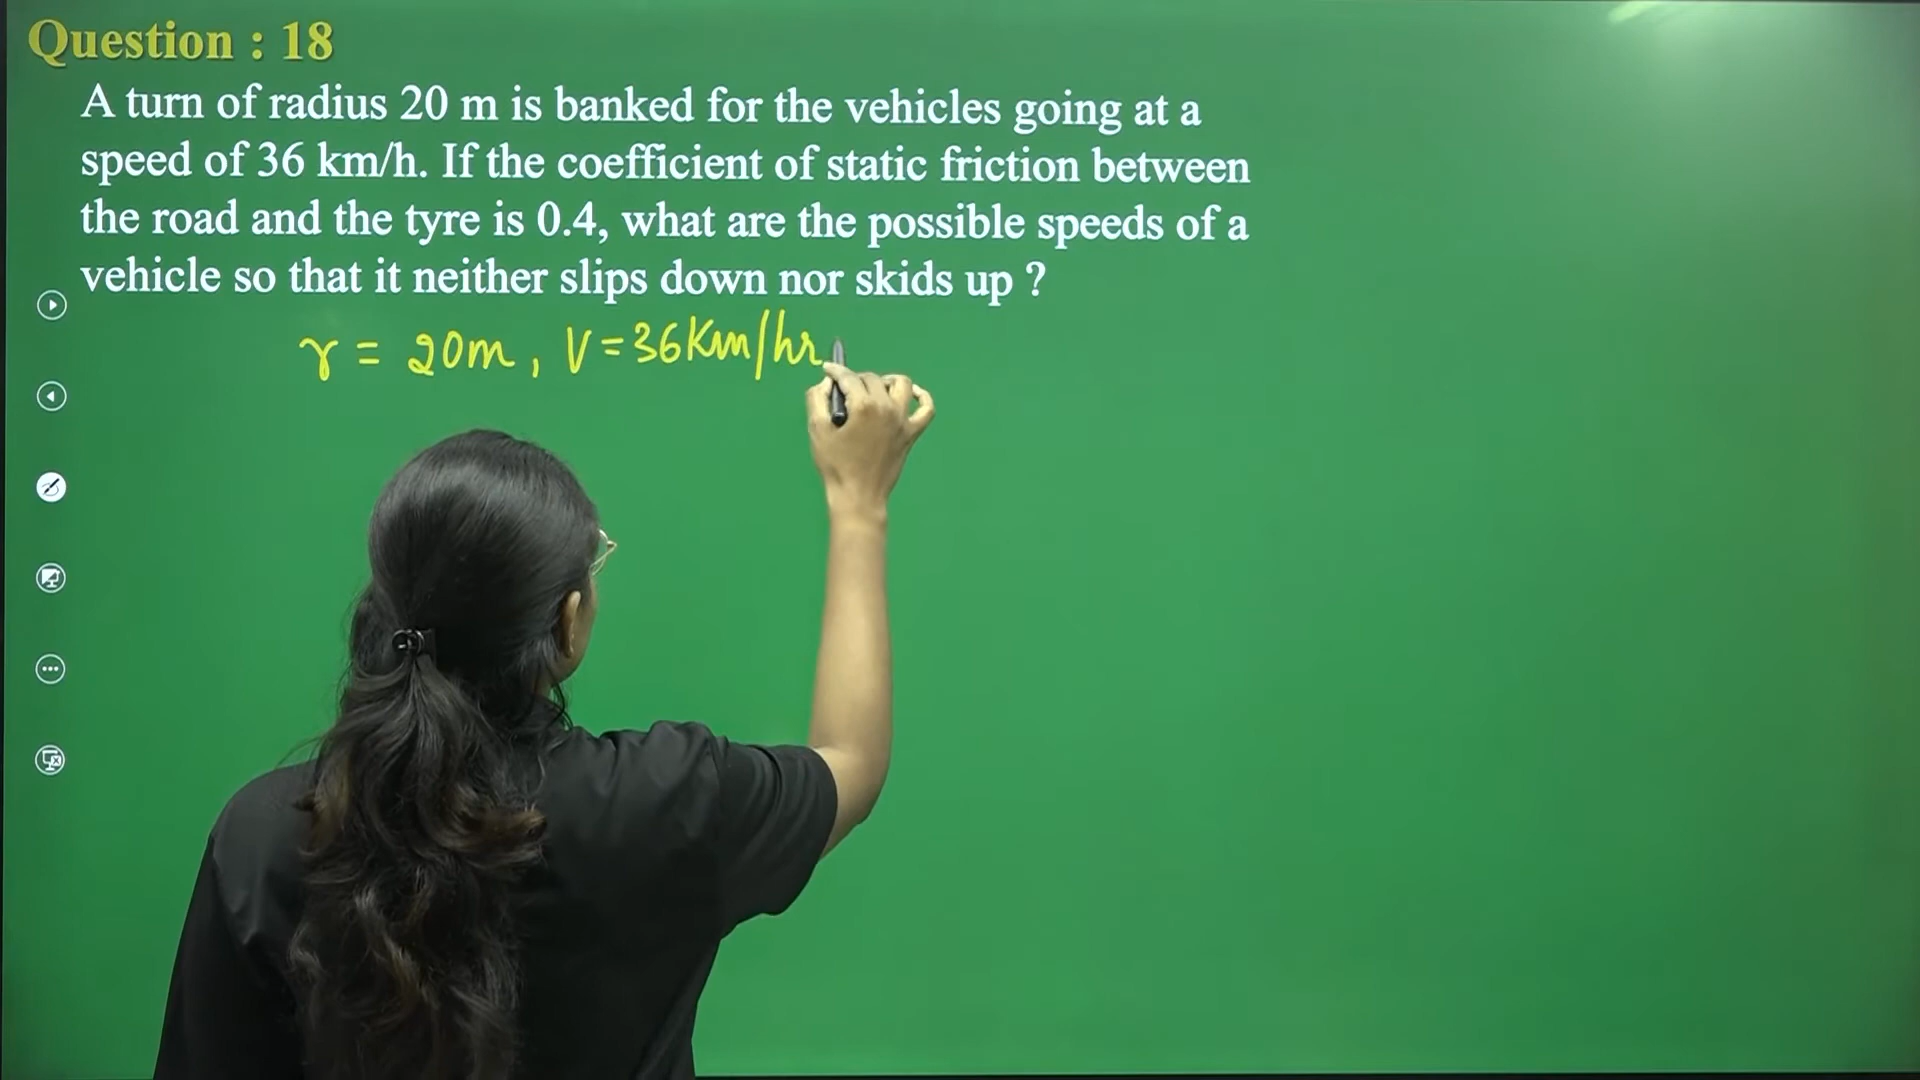 Question : 18
A turn of radius 20 m is banked for the vehicles going at a
speed of 36 km/h. If the coefficient of static friction between
the road and the tyre is 0.4, what are the possible speeds of a
vehicle so that it neither slips down nor skids up ?
r = 20m, V = 36Km/hr